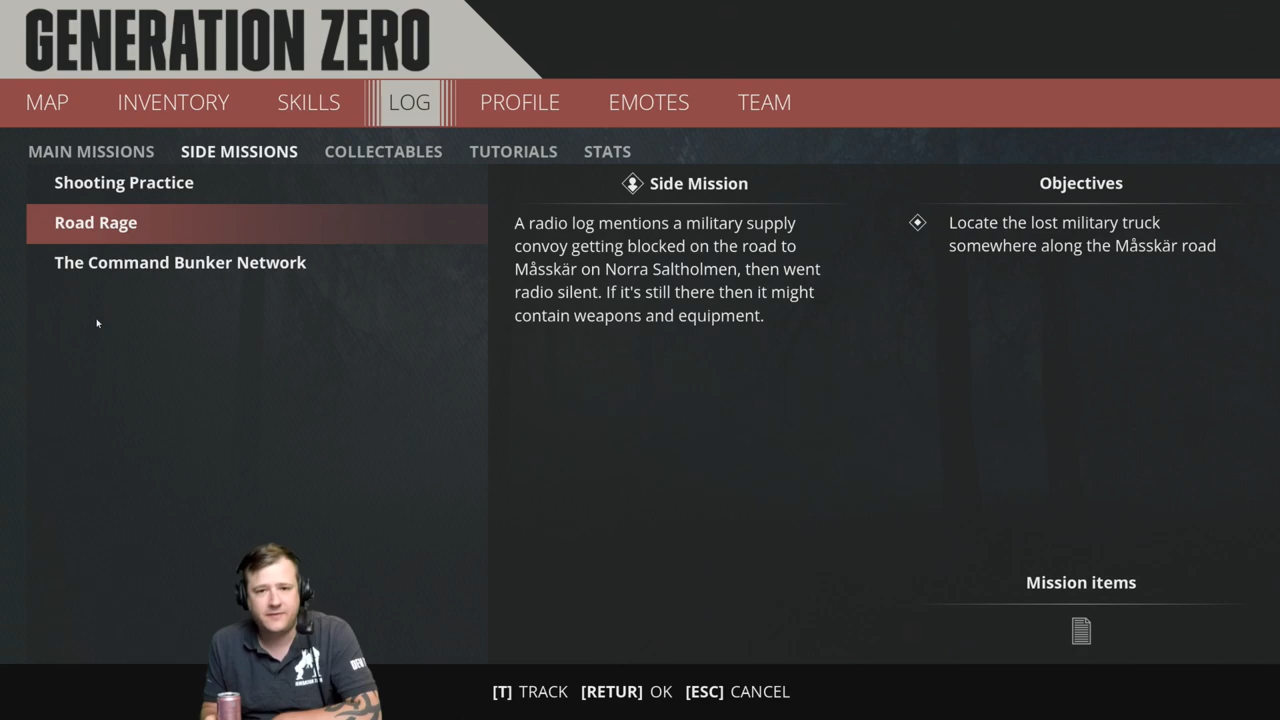 GENERATION ZERO
MAP INVENTORY SKILLS LOG PROFILE EMOTES TEAM
MAIN MISSIONS SIDE MISSIONS COLLECTABLES TUTORIALS STATS
Shooting Practice
Road Rage
The Command Bunker Network
Side Mission
A radio log mentions a military supply
convoy getting blocked on the road to
Måsskär on Norra Saltholmen, then went
radio silent. If it's still there then it might
contain weapons and equipment.
Objectives
Locate the lost military truck
somewhere along the Måsskär road
Mission items
[T] TRACK [RETUR] OK [ESC] CANCEL